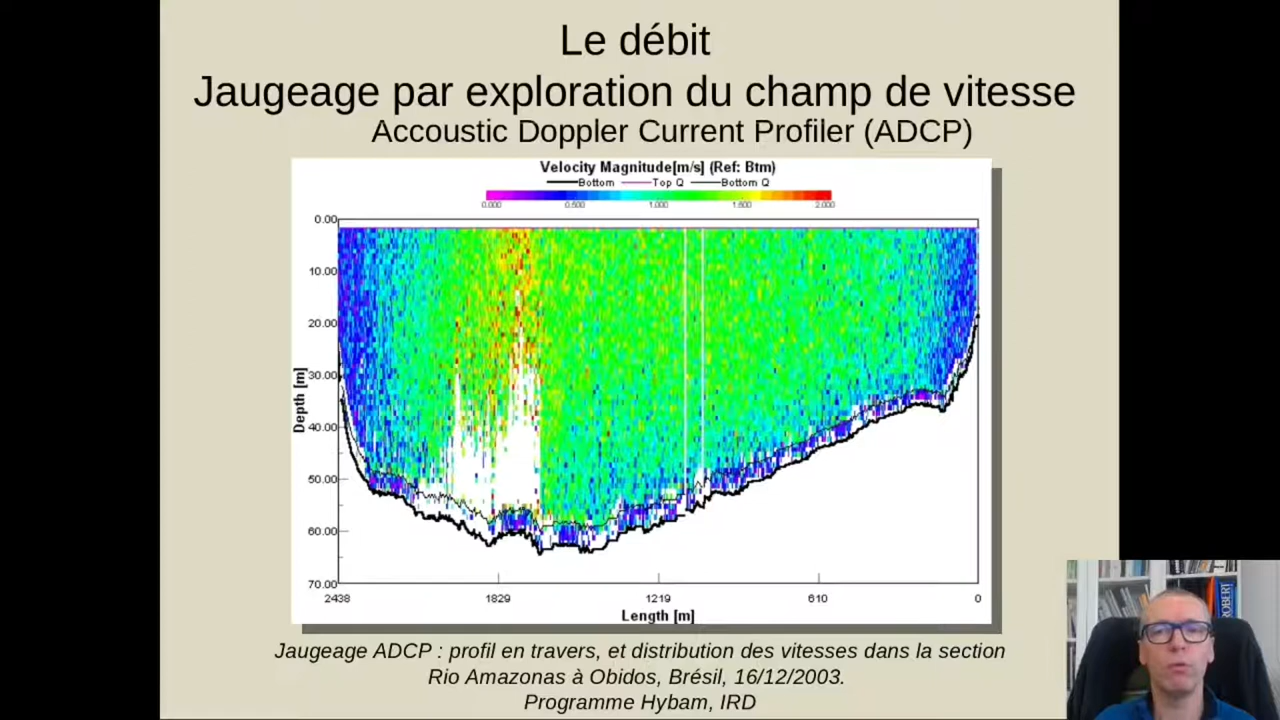 Le débit
Jaugeage par exploration du champ de vitesse
Accoustic Doppler Current Profiler (ADCP)
Velocity Magnitude[m/s] (Ref: Btm)
Bottom Top Q Bottom Q
0.000 0.500 1.000 1.500 2.000
0.00
10.00
20.00
30.00
40.00
50.00
60.00
70.00
Depth [m]
2438 1829 1219 610 0
Length [m]
Jaugeage ADCP : profil en travers, et distribution des vitesses dans la section
Rio Amazonas à Obidos, Brésil, 16/12/2003.
Programme Hybam, IRD
ROBERT